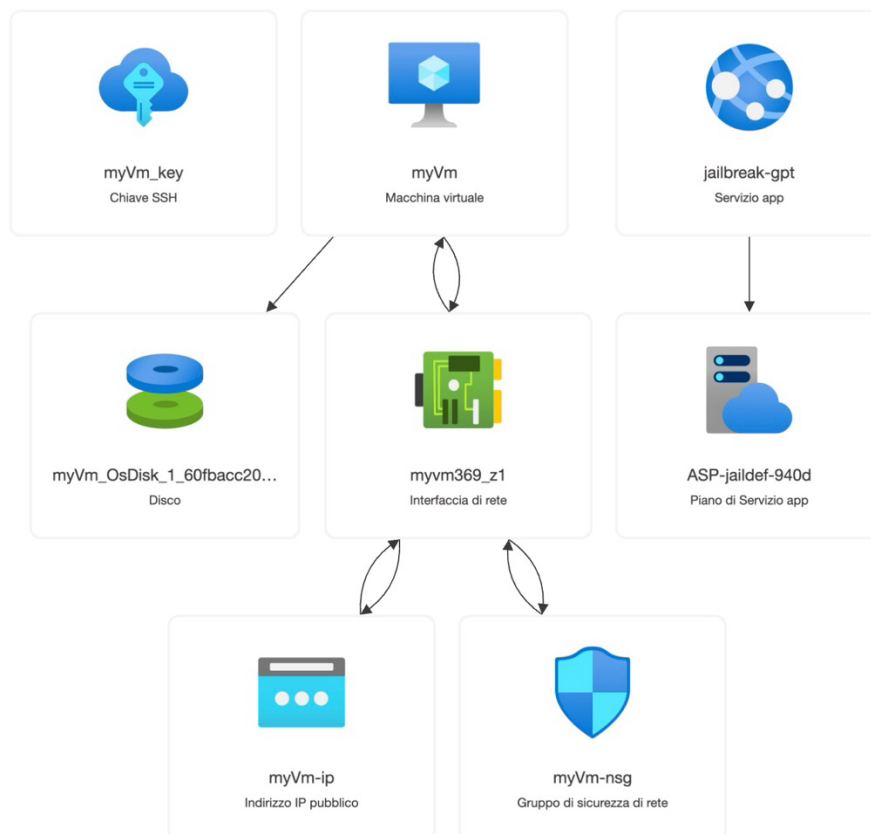 myVm_key
Chiave SSH
myVm
Macchina virtuale
jailbreak-gpt
Servizio app
myVm_OsDisk_1_60fbacc20...
Disco
myvm369_z1
Interfaccia di rete
ASP-jaildef-940d
Piano di Servizio app
myVm-ip
Indirizzo IP pubblico
myVm-nsg
Gruppo di sicurezza di rete